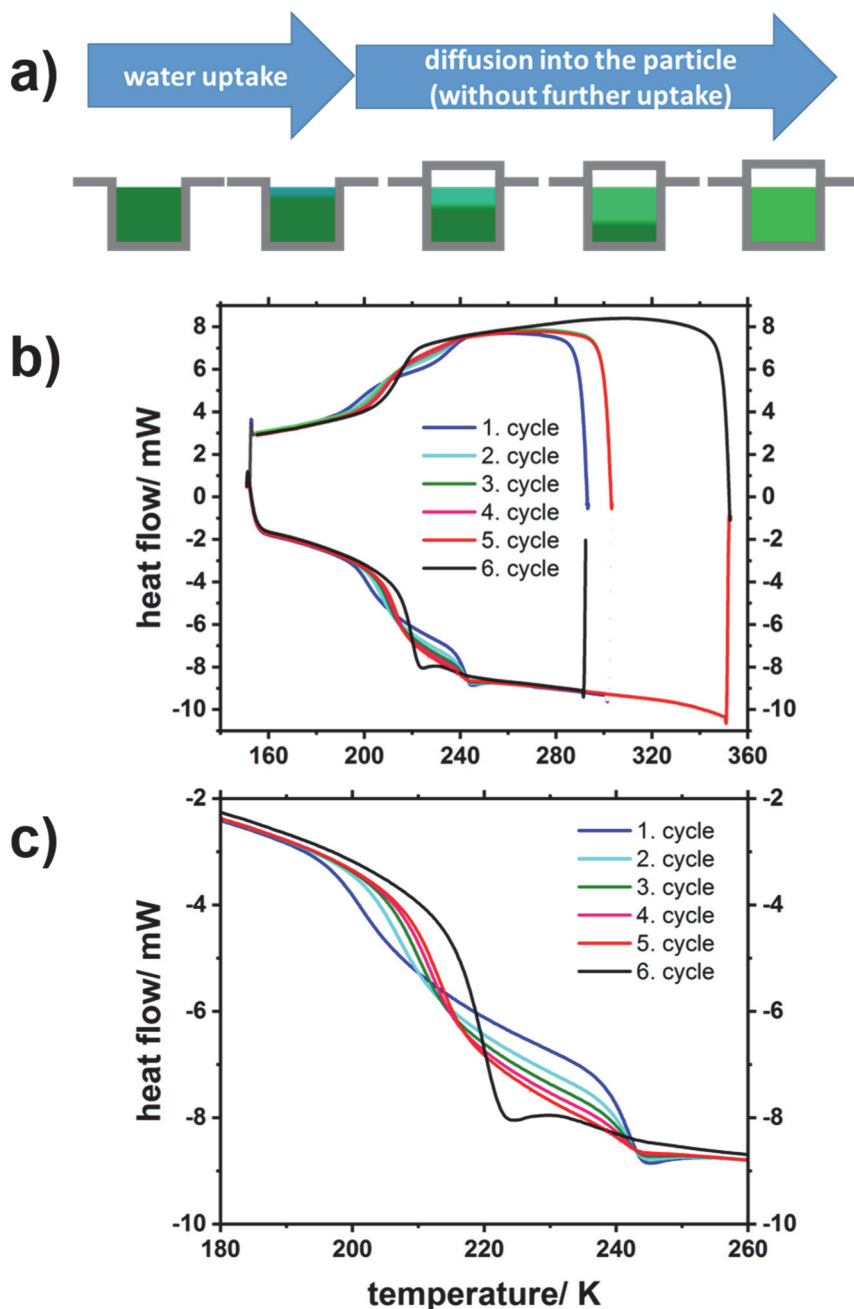 a)
water uptake
diffusion into the particle
(without further uptake)
b)
heat flow/ mW
8
6
4
2
0
-2
-4
-6
-8
-10
8
6
4
2
0
-2
-4
-6
-8
-10
1. cycle
2. cycle
3. cycle
4. cycle
5. cycle
6. cycle
160 200 240 280 320 360
c)
heat flow/ mW
-2
-4
-6
-8
-10
-2
-4
-6
-8
-10
1. cycle
2. cycle
3. cycle
4. cycle
5. cycle
6. cycle
180 200 220 240 260
temperature/ K